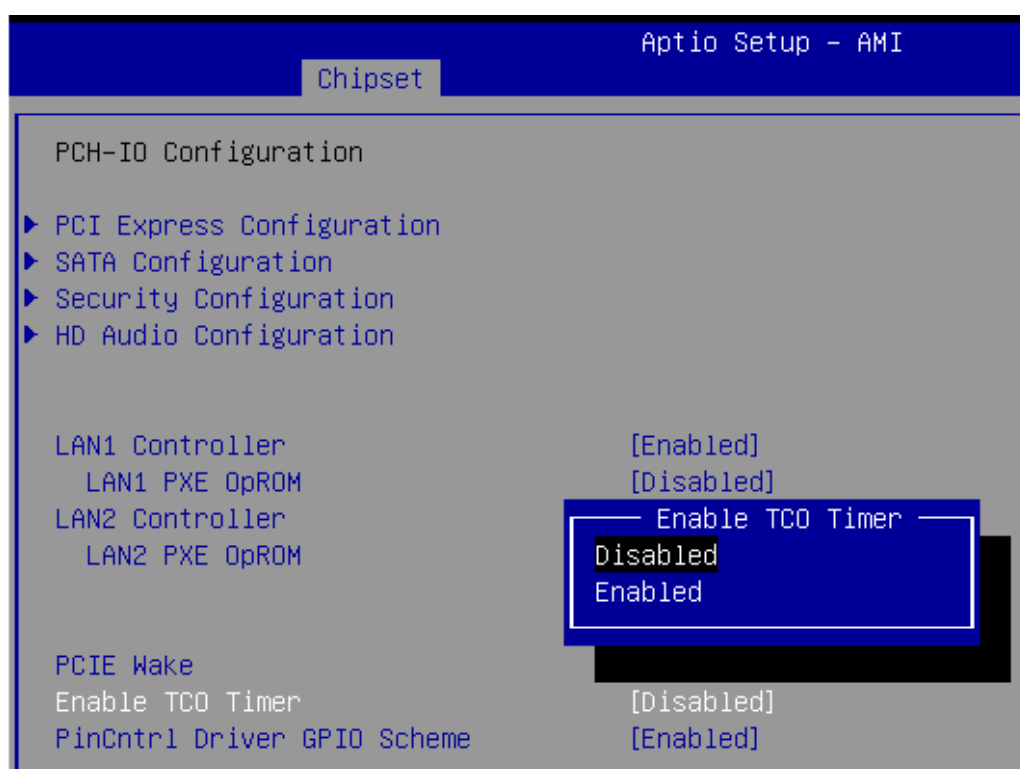 Aptio Setup – AMI
Chipset
PCH-IO Configuration
PCI Express Configuration
SATA Configuration
Security Configuration
HD Audio Configuration
LAN1 Controller [Enabled]
LAN1 PXE OpROM [Disabled]
LAN2 Controller
LAN2 PXE OpROM
Enable TCO Timer
Disabled
Enabled
PCIE Wake
Enable TCO Timer [Disabled]
PinCntrl Driver GPIO Scheme [Enabled]